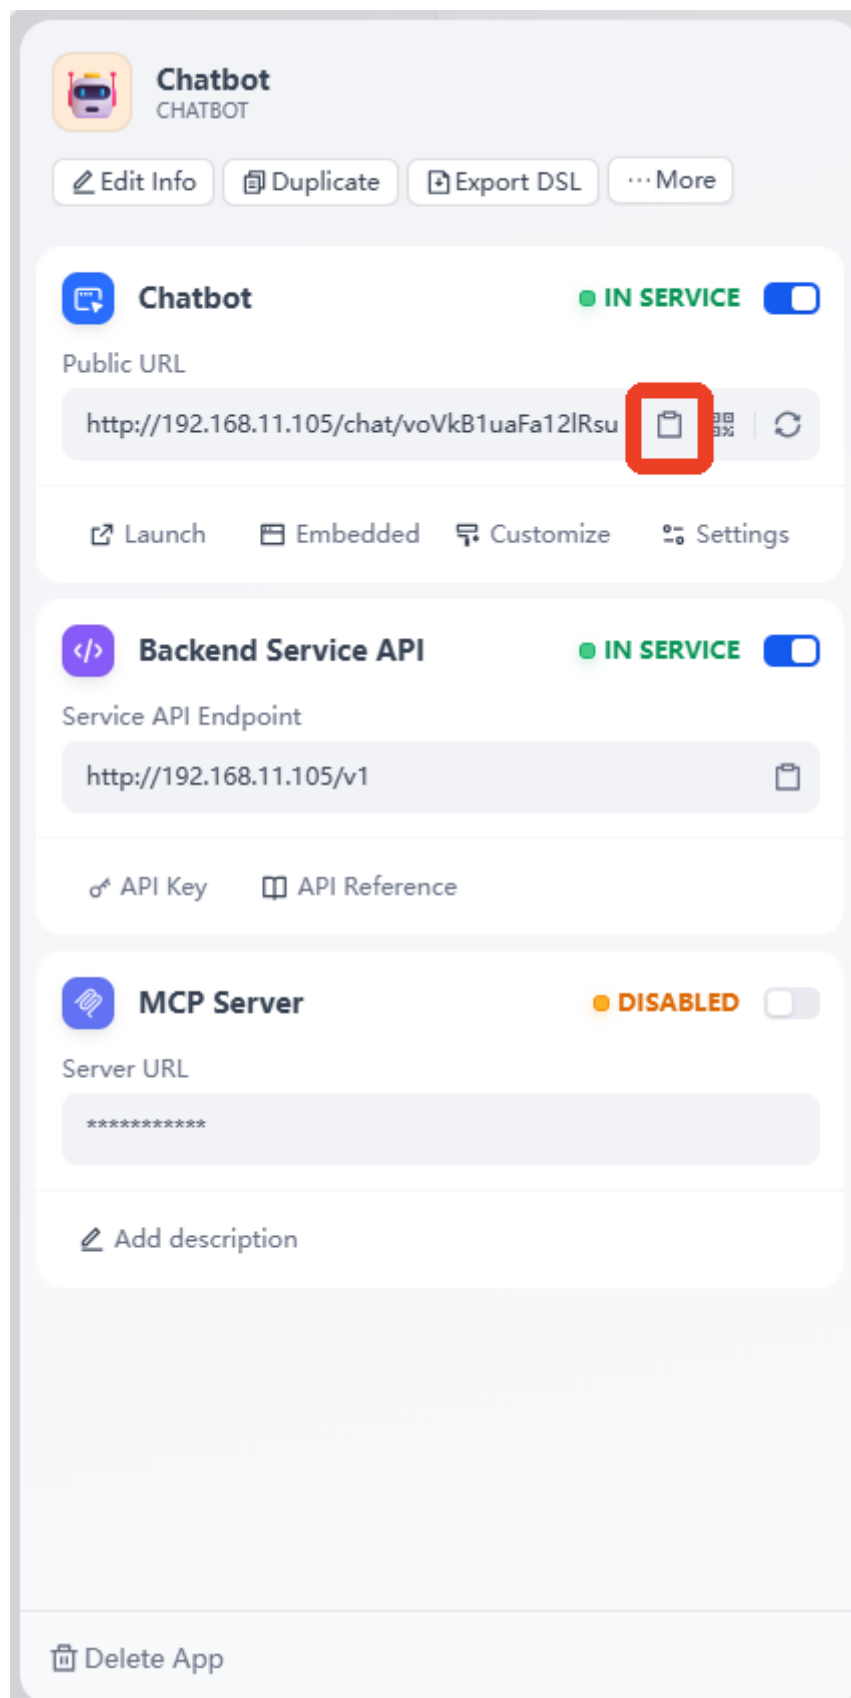 Chatbot
CHATBOT
Edit Info Duplicate Export DSL ··· More
Chatbot IN SERVICE
Public URL
http://192.168.11.105/chat/voVkB1uaFa12lRsu
Launch Embedded Customize Settings
Backend Service API IN SERVICE
Service API Endpoint
http://192.168.11.105/v1
API Key API Reference
MCP Server DISABLED
Server URL
***********
Add description
Delete App